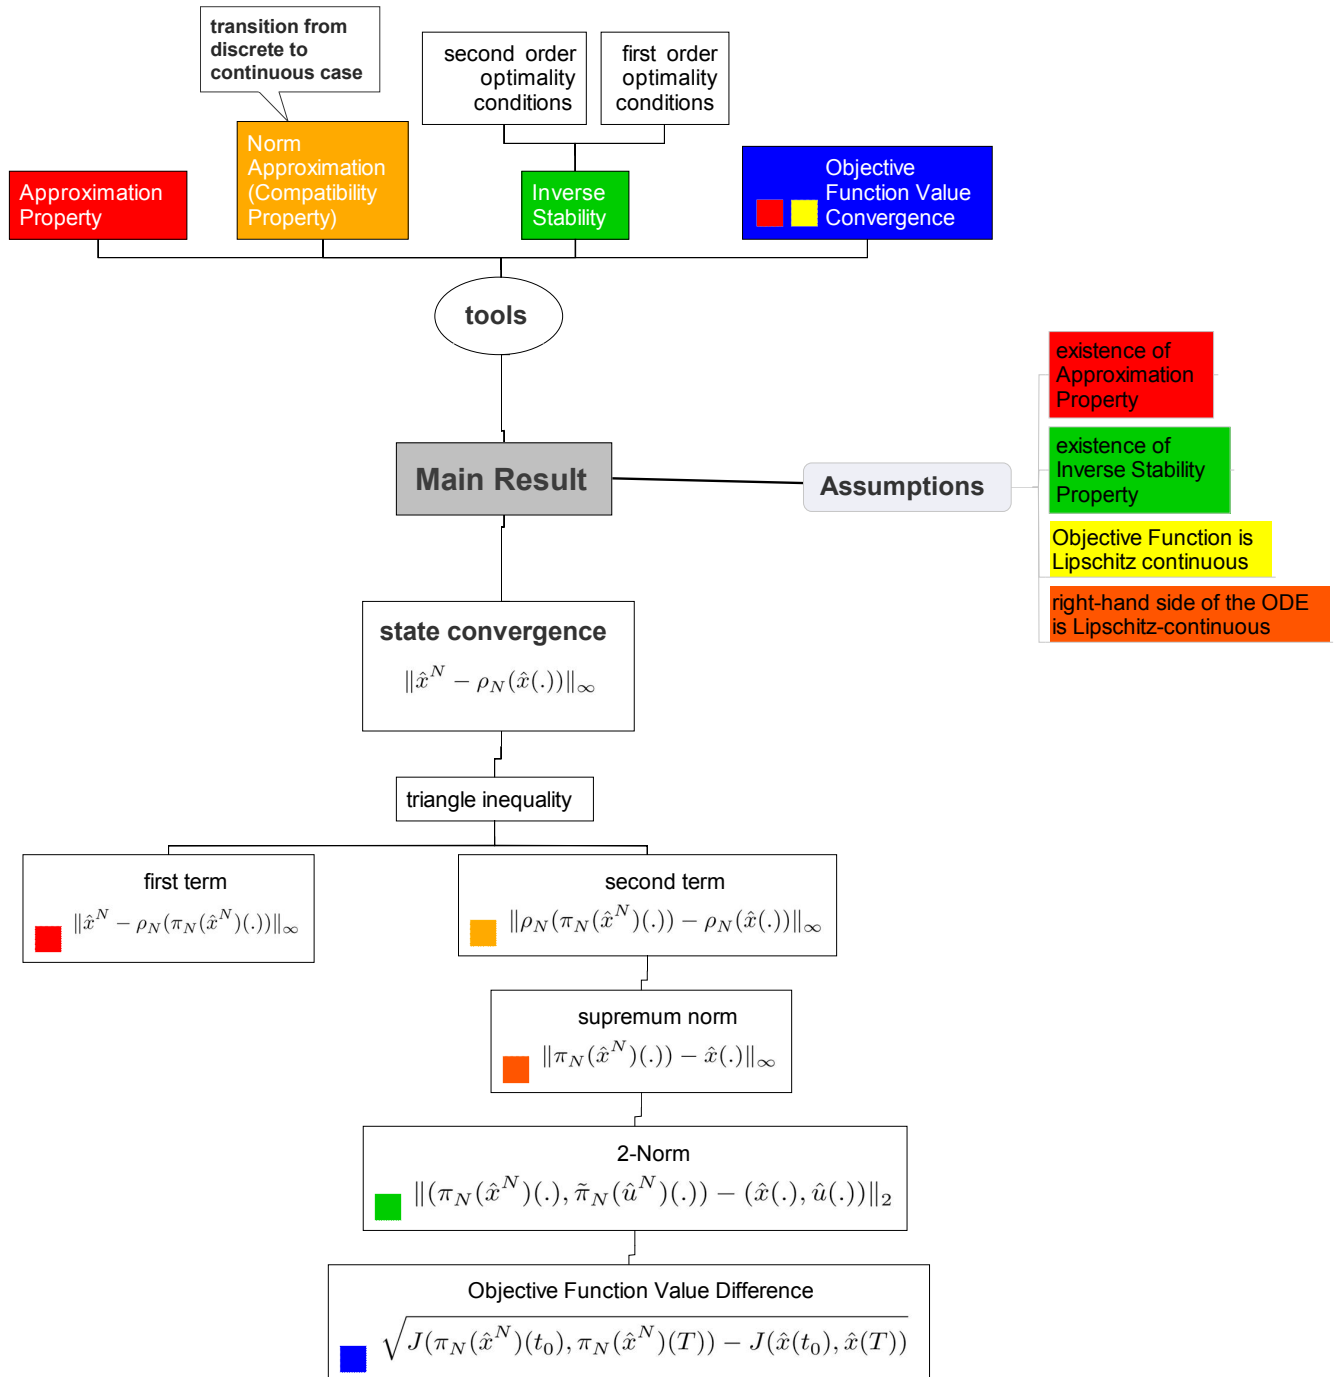 transition from
discrete to
continuous case
second order
optimality
conditions
first order
optimality
conditions
Approximation
Property
Norm
Approximation
(Compatibility
Property)
Inverse
Stability
Objective
Function Value
Convergence
tools
Main Result
Assumptions
existence of
Approximation
Property
existence of
Inverse Stability
Property
Objective Function is
Lipschitz continuous
right-hand side of the ODE
is Lipschitz-continuous
state convergence
‖x̂^N − ρ_N(x̂(.))‖_∞
triangle inequality
first term
‖x̂^N − ρ_N(π_N(x̂^N)(.))‖_∞
second term
‖ρ_N(π_N(x̂^N)(.)) − ρ_N(x̂(.))‖_∞
supremum norm
‖π_N(x̂^N)(.)) − x̂(.)‖_∞
2-Norm
‖(π_N(x̂^N)(.), π̃_N(û^N)(.)) − (x̂(.), û(.))‖_2
Objective Function Value Difference
√(J(π_N(x̂^N)(t_0), π_N(x̂^N)(T)) − J(x̂(t_0), x̂(T)))